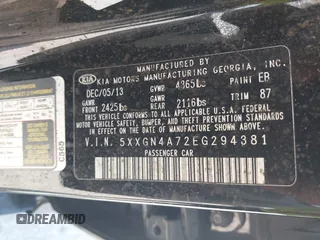 MANUFACTURED BY
KIA KIA MOTORS MANUFACTURING GEORGIA, INC.
DEC/05/13 GVWR 4365LBS PAINT EB
GAWR FRONT 2425lbs GAWR REAR 2116lbs TRIM 87
THIS VEHICLE CONFORMS TO ALL APPLICABLE U.S.A. FEDERAL
MOTOR VEHICLE SAFETY, BUMPER, AND THEFT PREVENTION
STANDARDS IN EFFECT ON THE DATE OF MANUFACTURE SHOWN ABOVE.
V.I.N. 5XXGN4A72EG294381
PASSENGER CAR
C565
DREAMBID